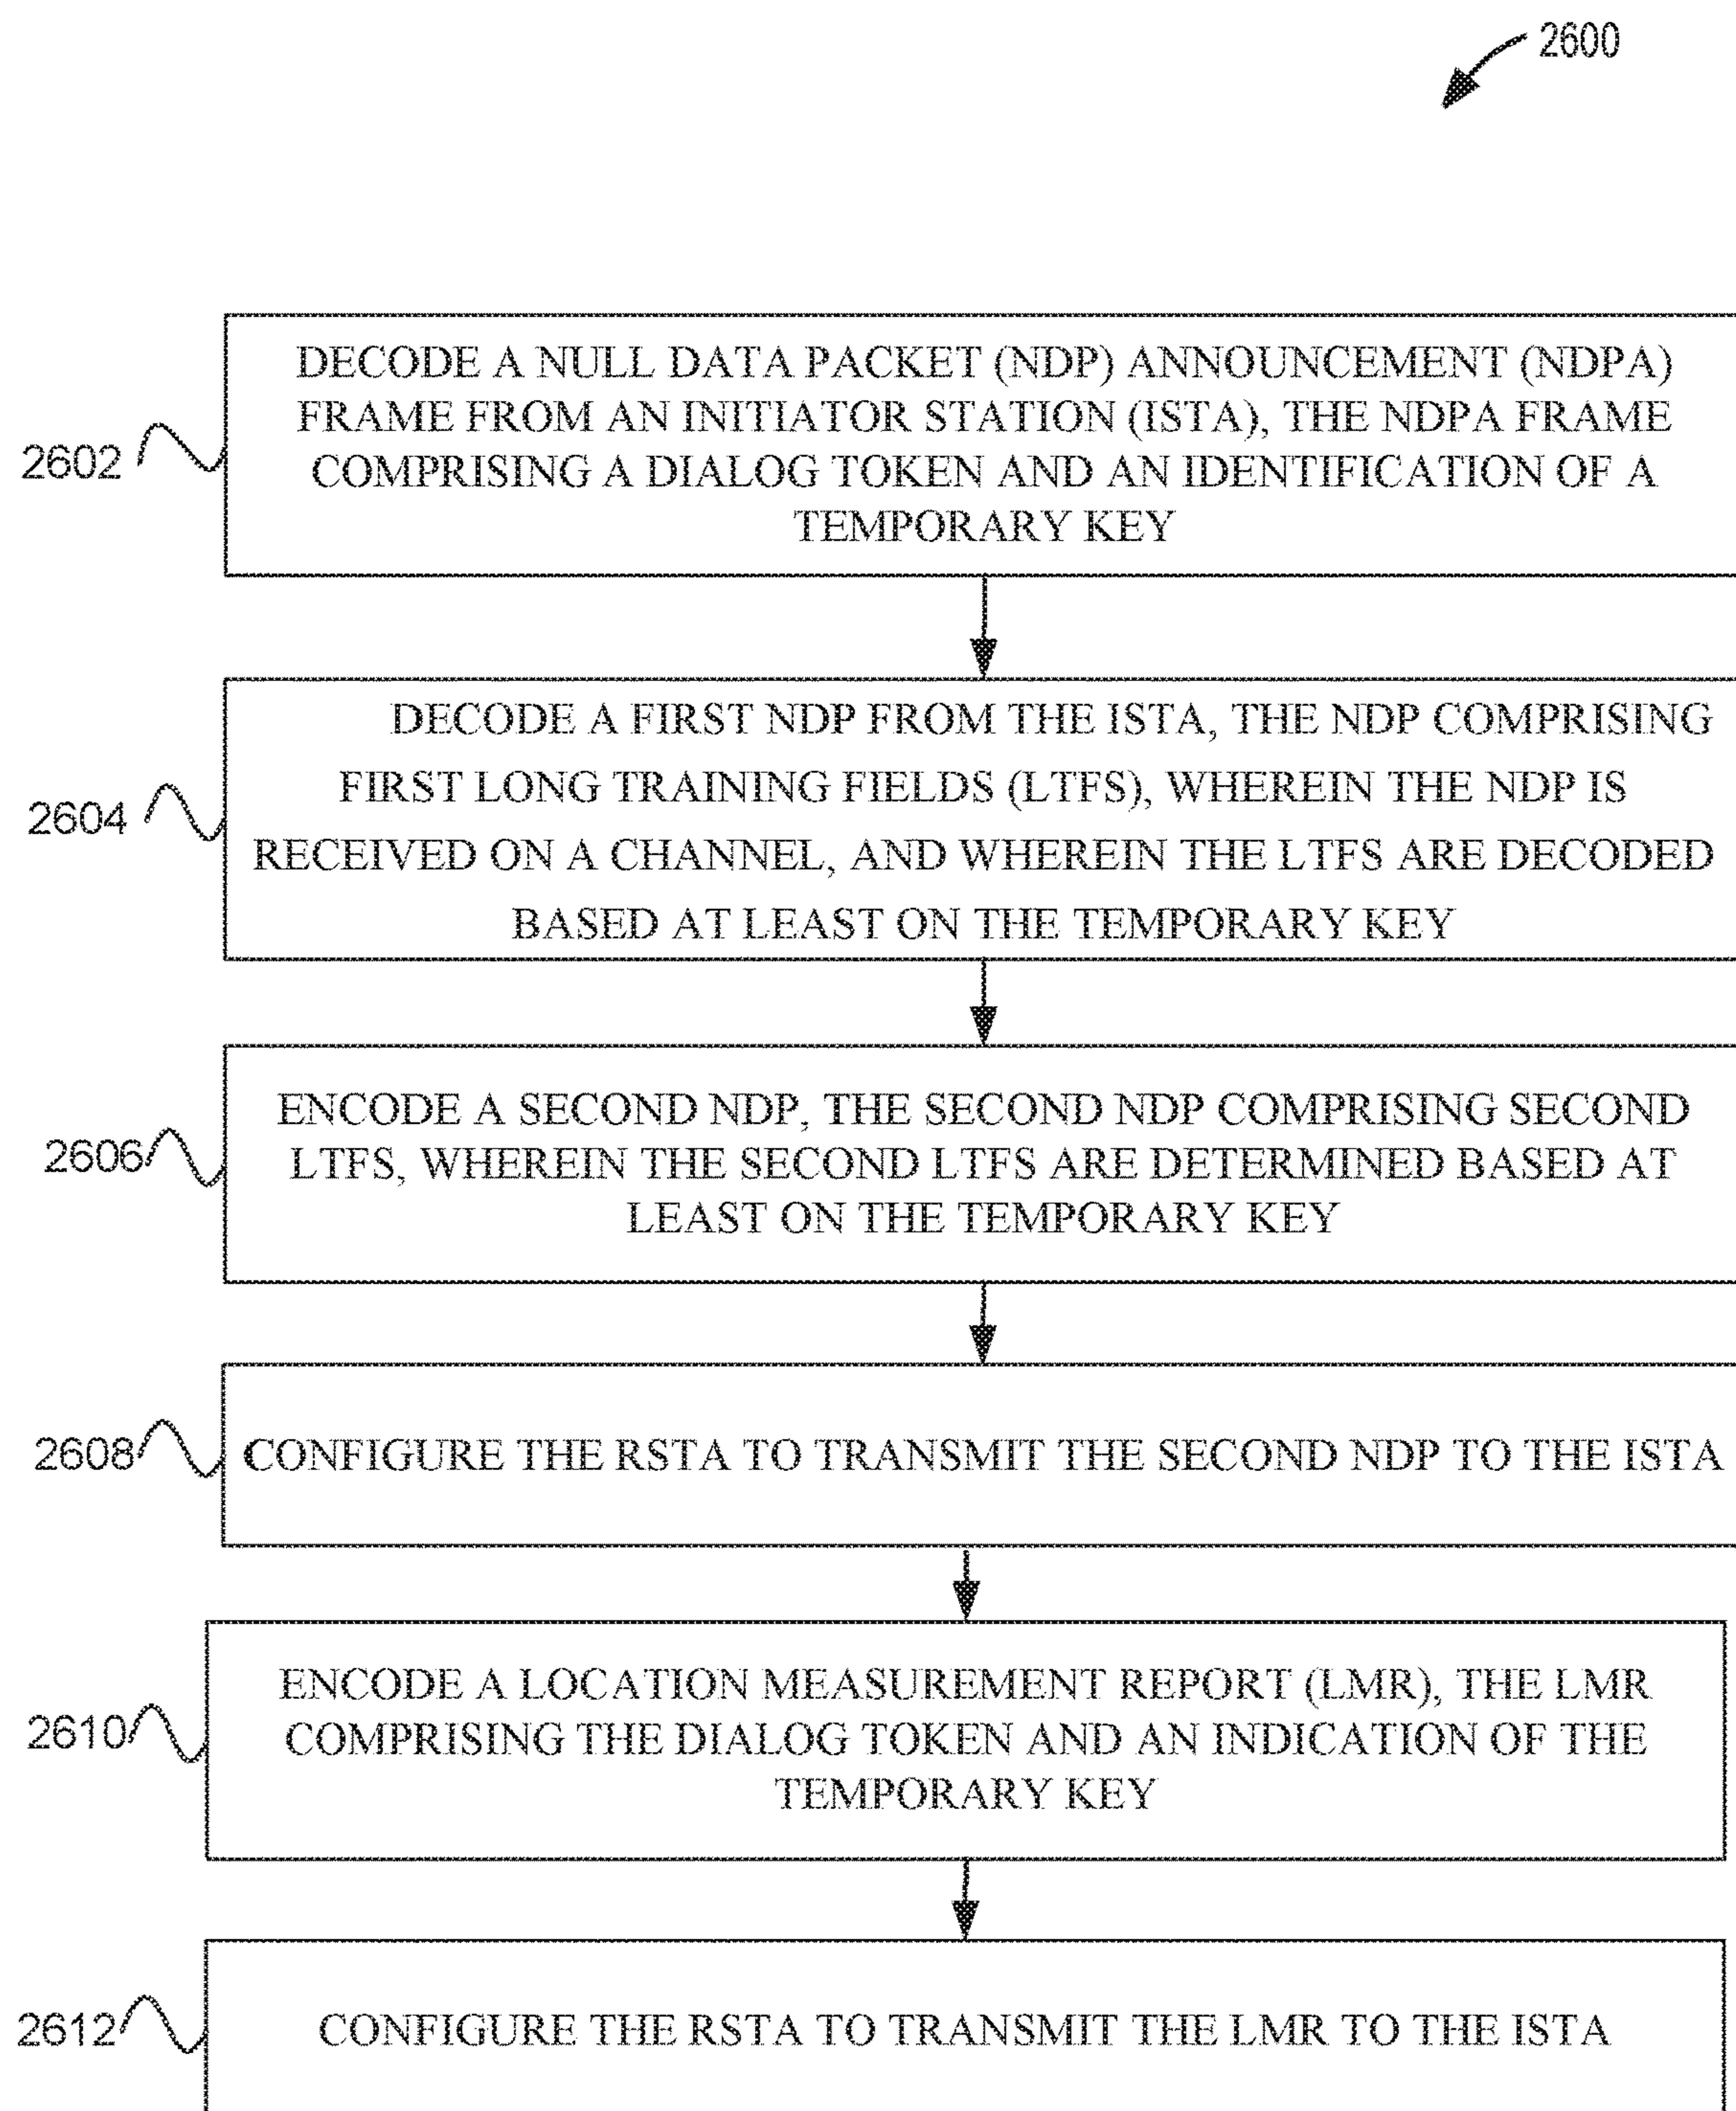 2600
2602
DECODE A NULL DATA PACKET (NDP) ANNOUNCEMENT (NDPA)
FRAME FROM AN INITIATOR STATION (ISTA), THE NDPA FRAME
COMPRISING A DIALOG TOKEN AND AN IDENTIFICATION OF A
TEMPORARY KEY
2604
DECODE A FIRST NDP FROM THE ISTA, THE NDP COMPRISING
FIRST LONG TRAINING FIELDS (LTFS), WHEREIN THE NDP IS
RECEIVED ON A CHANNEL, AND WHEREIN THE LTFS ARE DECODED
BASED AT LEAST ON THE TEMPORARY KEY
2606
ENCODE A SECOND NDP, THE SECOND NDP COMPRISING SECOND
LTFS, WHEREIN THE SECOND LTFS ARE DETERMINED BASED AT
LEAST ON THE TEMPORARY KEY
2608
CONFIGURE THE RSTA TO TRANSMIT THE SECOND NDP TO THE ISTA
2610
ENCODE A LOCATION MEASUREMENT REPORT (LMR), THE LMR
COMPRISING THE DIALOG TOKEN AND AN INDICATION OF THE
TEMPORARY KEY
2612
CONFIGURE THE RSTA TO TRANSMIT THE LMR TO THE ISTA